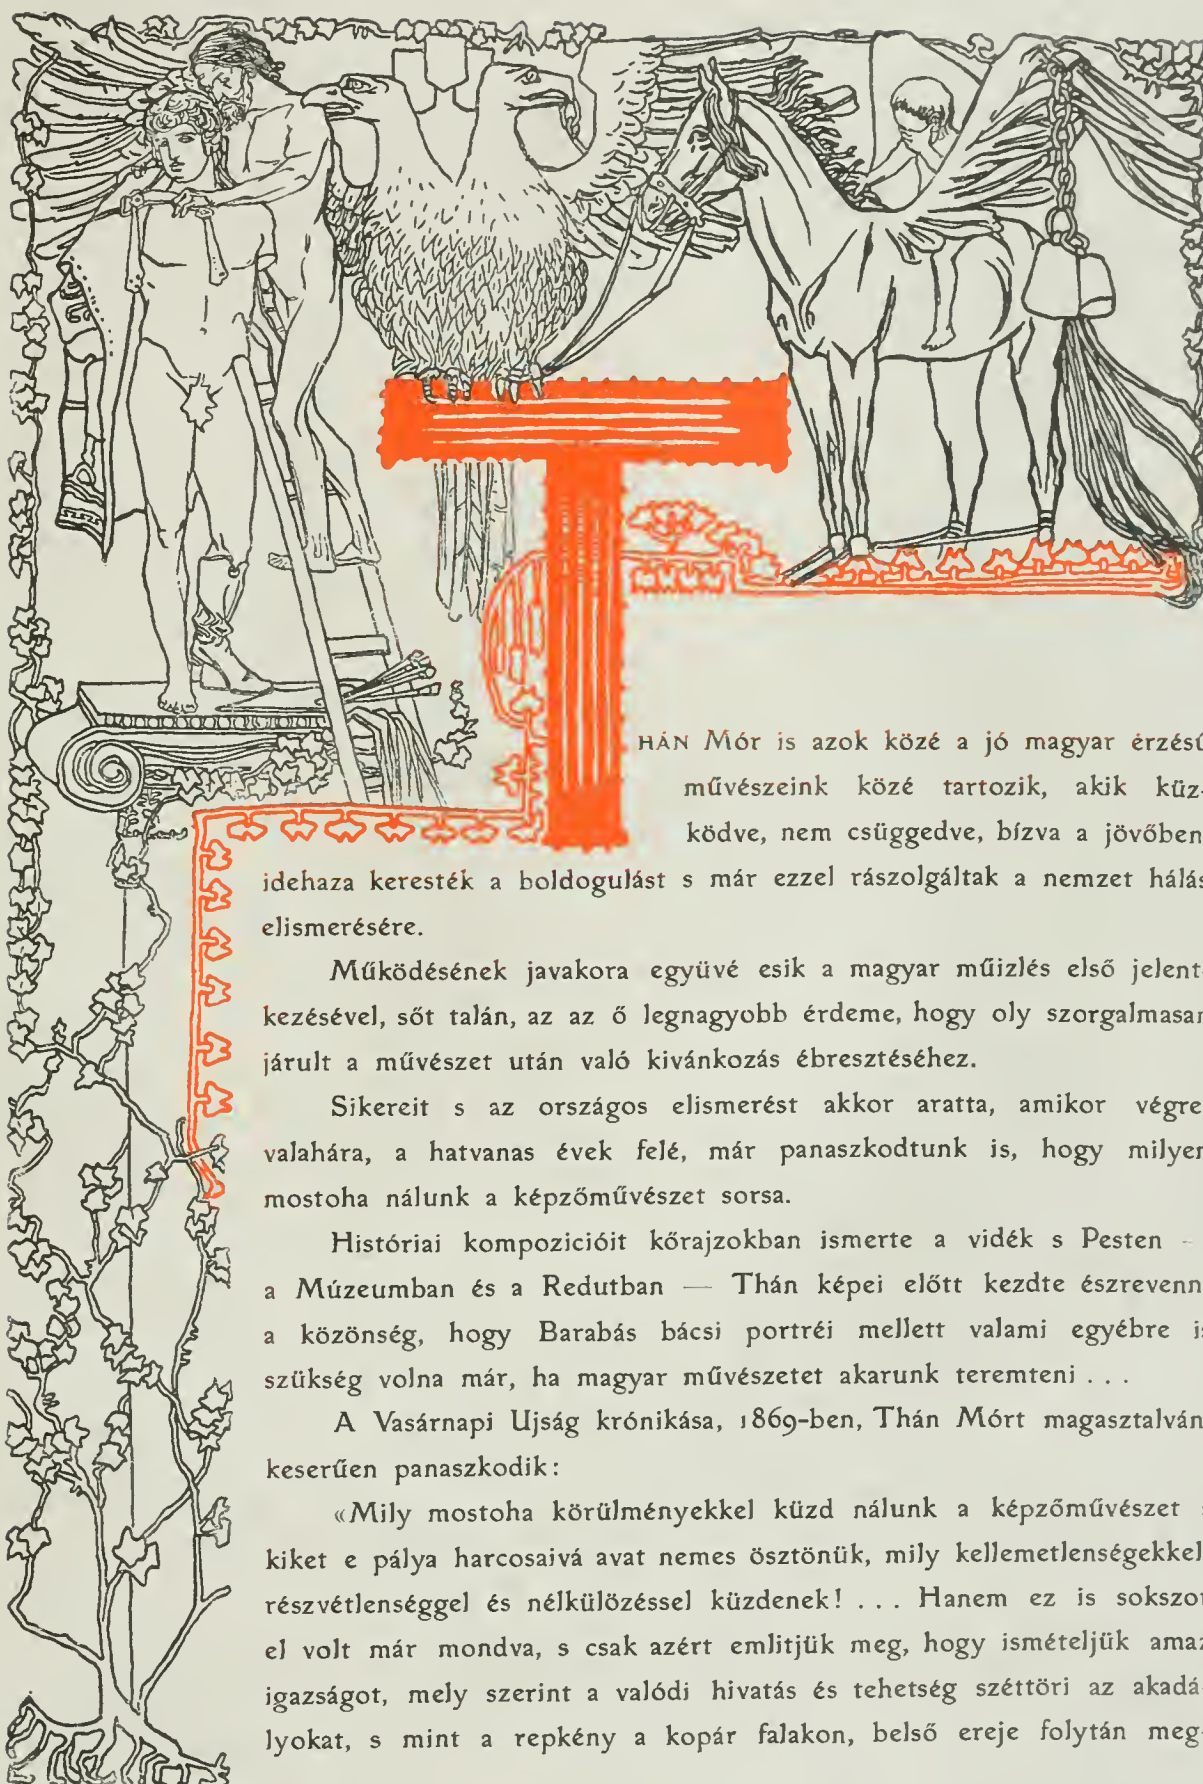 THÁN Mór is azok közé a jó magyar érzésű
művészeink közé tartozik, akik küz-
ködve, nem csüggedve, bízva a jövőben
idehaza keresték a boldogulást s már ezzel rászolgáltak a nemzet hálás
elismerésére.
Működésének javakora együvé esik a magyar műizlés első jelent-
kezésével, sőt talán, az az ő legnagyobb érdeme, hogy oly szorgalmasan
járult a művészet után való kivánkozás ébresztéséhez.
Sikereit s az országos elismerést akkor aratta, amikor végre-
valahára, a hatvanas évek felé, már panaszkodtunk is, hogy milyen
mostoha nálunk a képzőművészet sorsa.
Históriai kompozicióit kőrajzokban ismerte a vidék s Pesten —
a Múzeumban és a Redutban — Thán képei előtt kezdte észrevenni
a közönség, hogy Barabás bácsi portréi mellett valami egyébre is
szükség volna már, ha magyar művészetet akarunk teremteni . . .
A Vasárnapi Ujság krónikása, 1869-ben, Thán Mórt magasztalván,
keserűen panaszkodik:
«Mily mostoha körülményekkel küzd nálunk a képzőművészet s
kiket e pálya harcosaivá avat nemes ösztönük, mily kellemetlenségekkel,
részvétlenséggel és nélkülözéssel küzdenek! . . . Hanem ez is sokszor
el volt már mondva, s csak azért emlitjük meg, hogy ismételjük amaz
igazságot, mely szerint a valódi hivatás és tehetség széttöri az akadá-
lyokat, s mint a repkény a kopár falakon, belső ereje folytán meg-